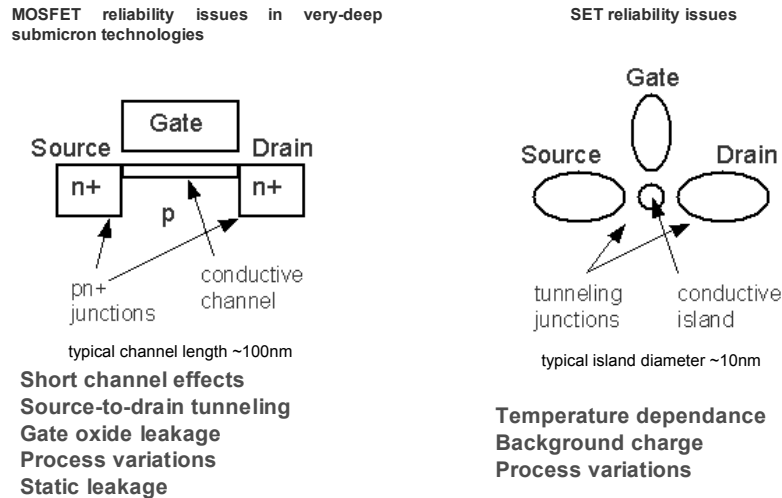 MOSFET reliability issues in very-deep
submicron technologies
Gate
Source
Drain
n+
n+
p
pn+
junctions
conductive
channel
typical channel length ~100nm
Short channel effects
Source-to-drain tunneling
Gate oxide leakage
Process variations
Static leakage
SET reliability issues
Gate
Source
Drain
tunneling
junctions
conductive
island
typical island diameter ~10nm
Temperature dependance
Background charge
Process variations